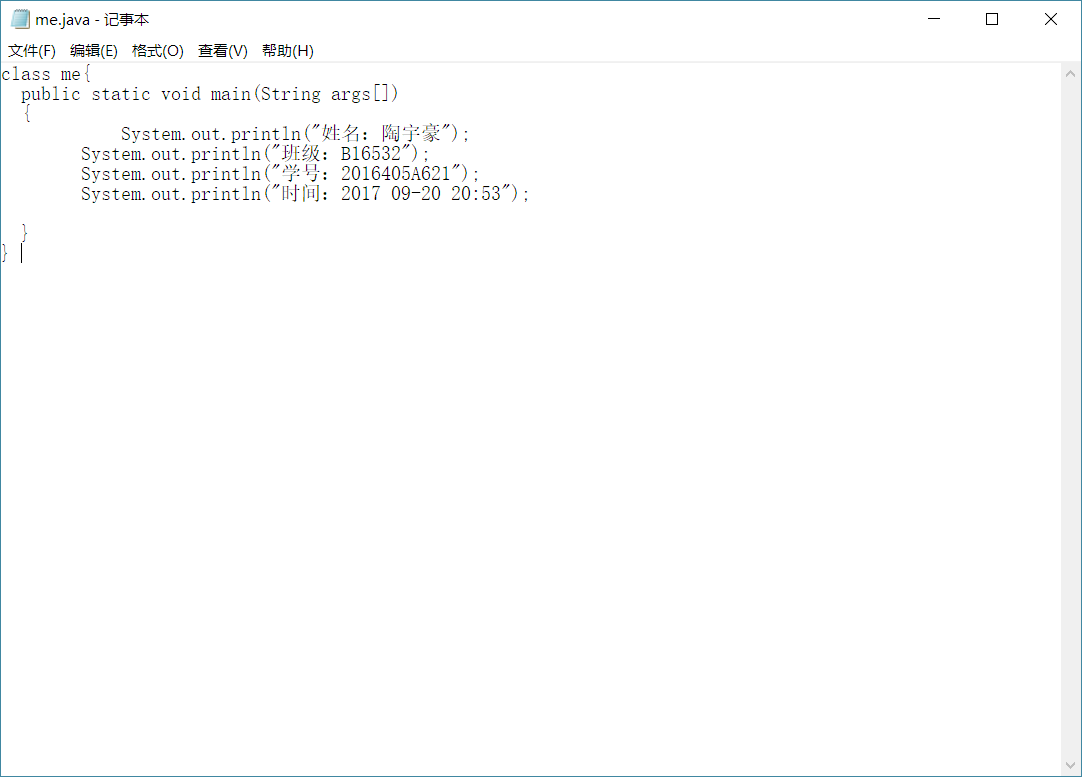 me.java - 记事本
文件(F) 编辑(E) 格式(O) 查看(V) 帮助(H)
class me{
  public static void main(String args[])
  {
            System.out.println("姓名：陶宇豪");
        System.out.println("班级：B16532");
        System.out.println("学号：2016405A621");
        System.out.println("时间：2017 09-20 20:53");
  }
}